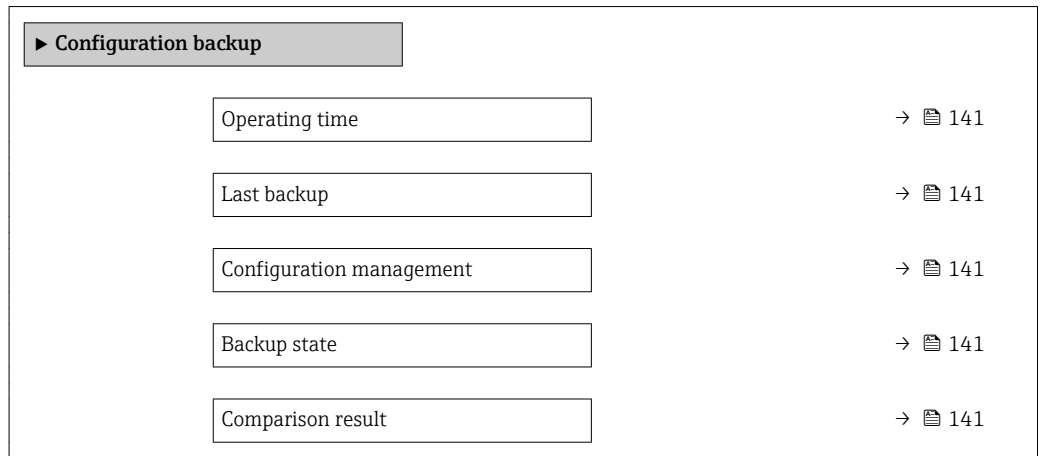 ► Configuration backup
Operating time → 🖹 141
Last backup → 🖹 141
Configuration management → 🖹 141
Backup state → 🖹 141
Comparison result → 🖹 141